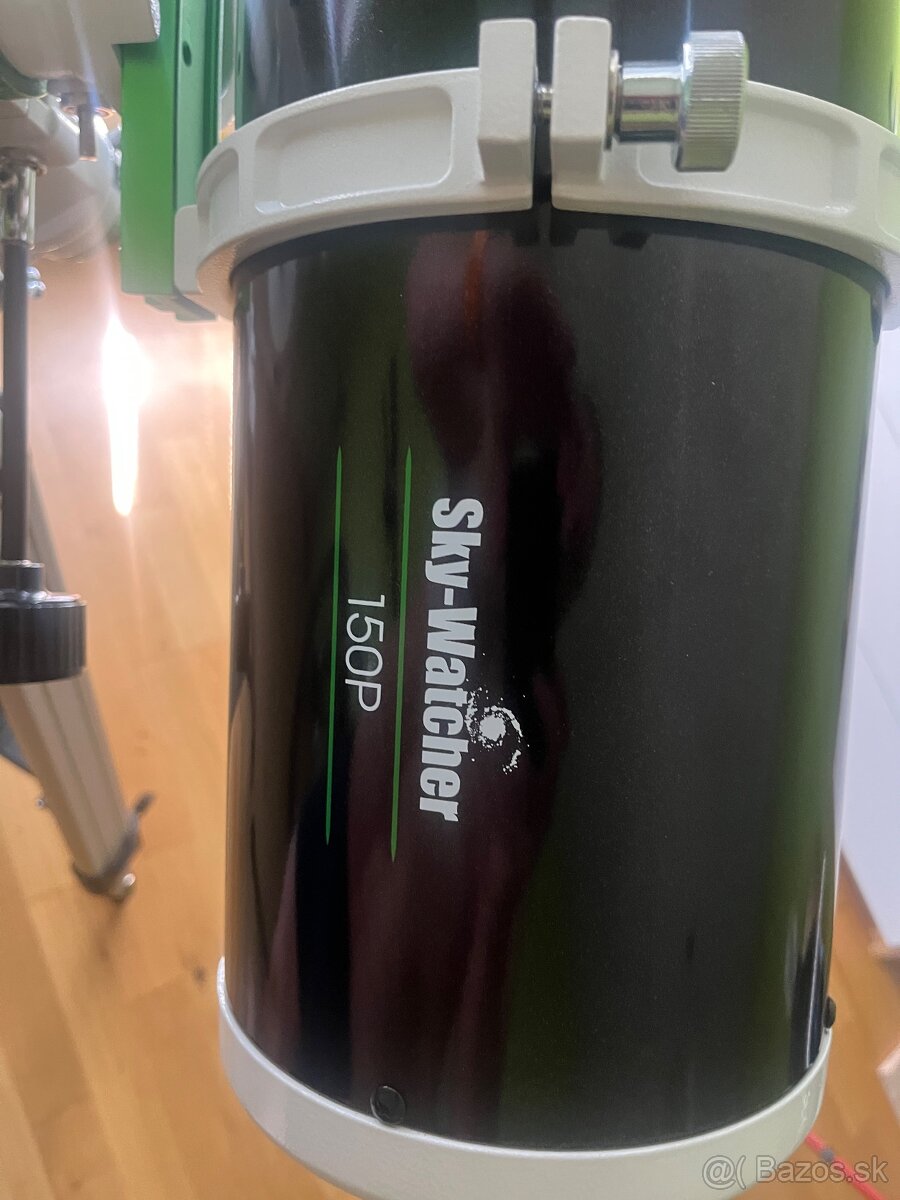 Sky-Watcher
150P
@( Bazos.sk